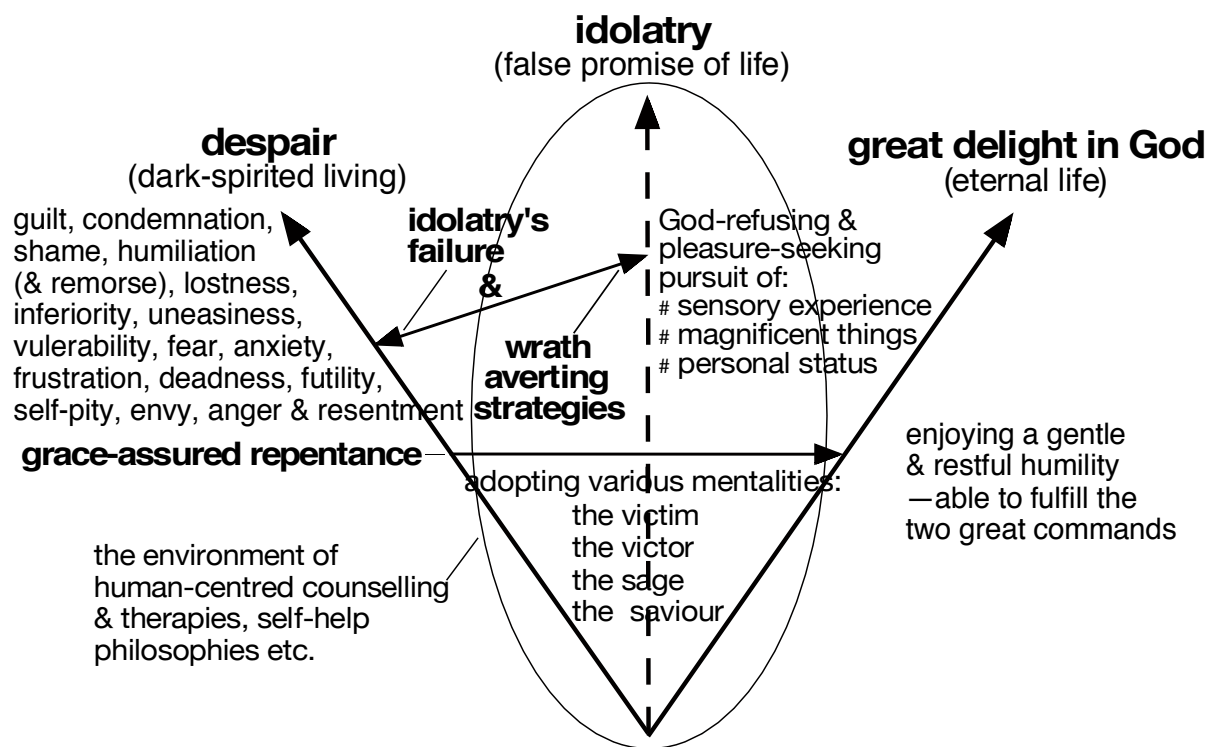 idolatry
(false promise of life)
despair
(dark-spirited living)
great delight in God
(eternal life)
guilt, condemnation,
shame, humiliation
(& remorse), lostness,
inferiority, uneasiness,
vulerability, fear, anxiety,
frustration, deadness, futility,
self-pity, envy, anger & resentment
idolatry's
failure
&
wrath
averting
strategies
God-refusing &
pleasure-seeking
pursuit of:
# sensory experience
# magnificent things
# personal status
grace-assured repentance
adopting various mentalities:
the victim
the victor
the sage
the saviour
enjoying a gentle
& restful humility
—able to fulfill the
two great commands
the environment of
human-centred counselling
& therapies, self-help
philosophies etc.